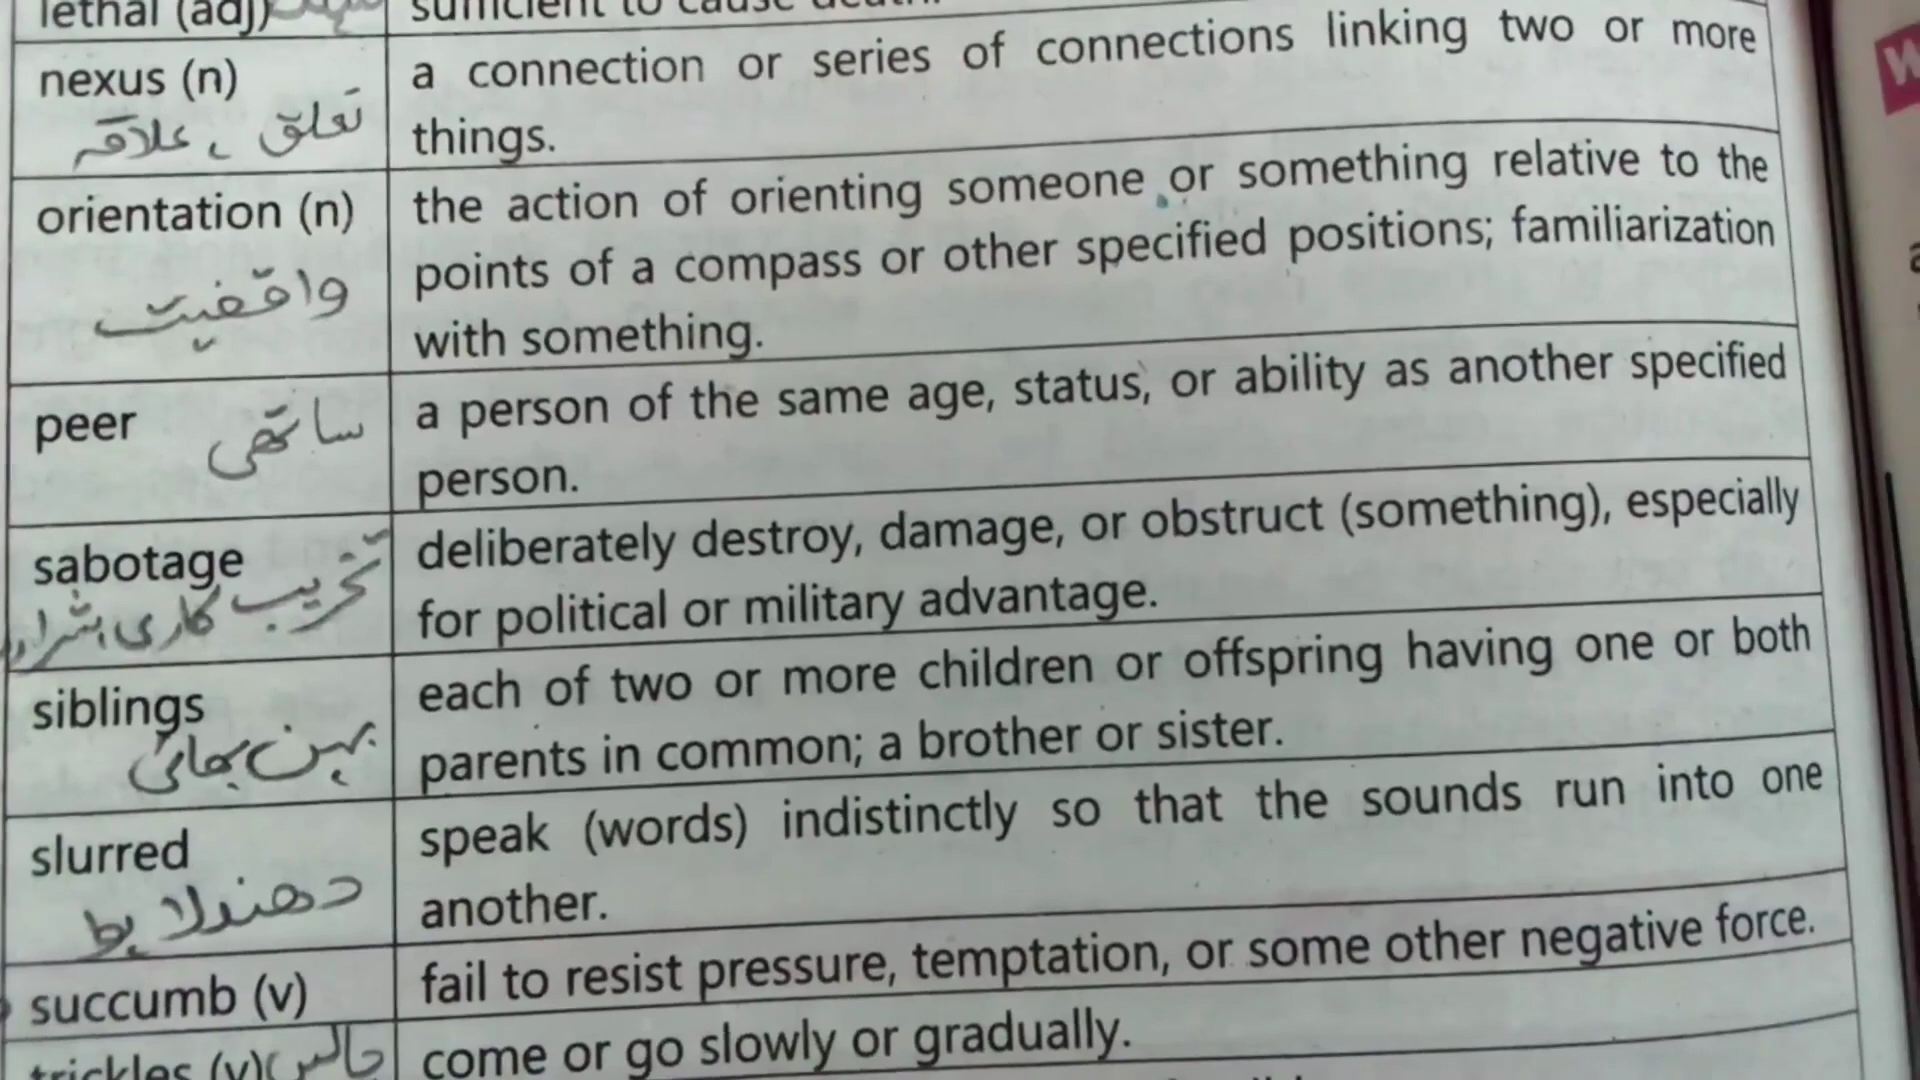 lethal (adj)
sufficient to cause death.
nexus (n)
تعلق ، علاقہ
a connection or series of connections linking two or more
things.
orientation (n)
واقفیت
the action of orienting someone or something relative to the
points of a compass or other specified positions; familiarization
with something.
peer ساتھی
a person of the same age, status, or ability as another specified
person.
sabotage
تخریب کاری،
deliberately destroy, damage, or obstruct (something), especially
for political or military advantage.
siblings
بہن بھائی
each of two or more children or offspring having one or both
parents in common; a brother or sister.
slurred
دھندلا
speak (words) indistinctly so that the sounds run into one
another.
succumb (v)
fail to resist pressure, temptation, or some other negative force.
trickles (v)
come or go slowly or gradually.